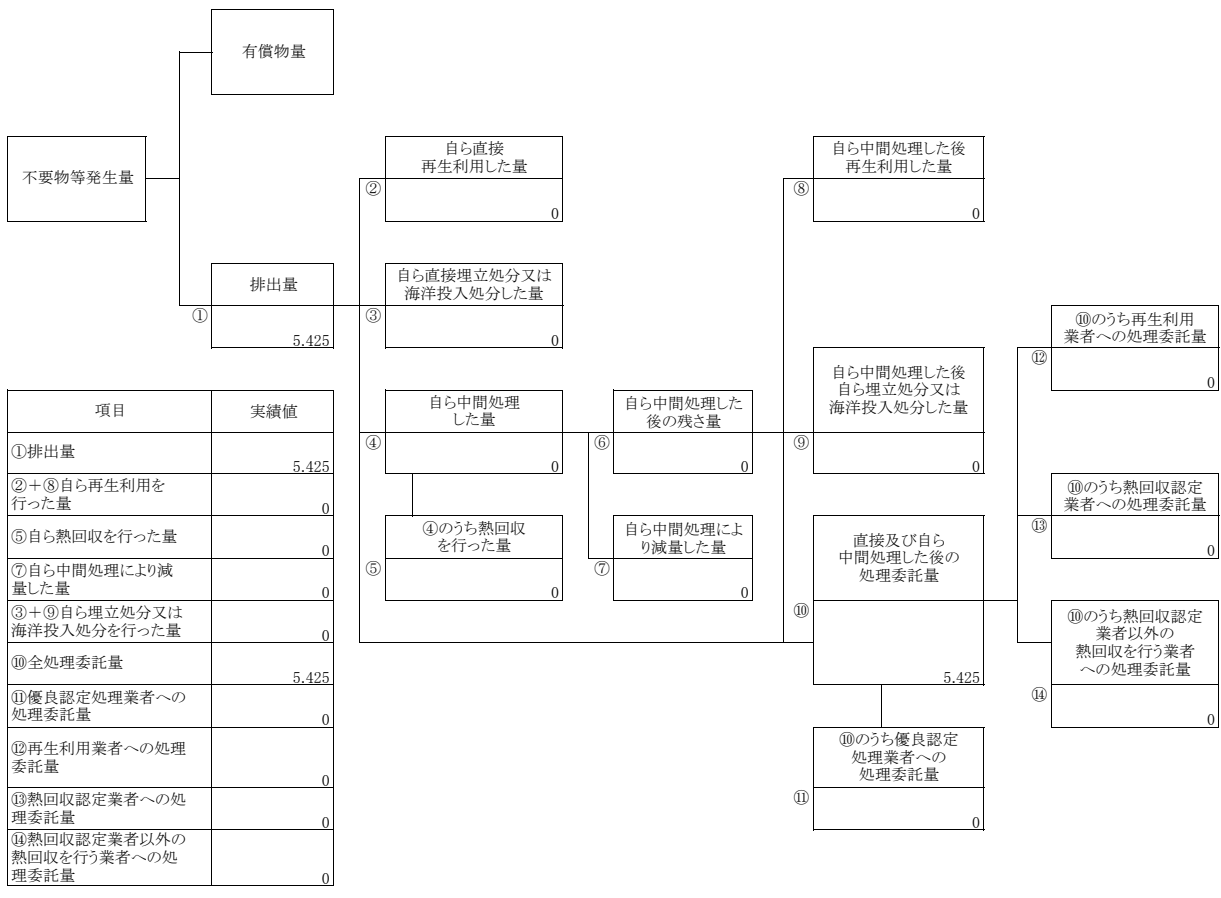 有償物量
不要物等発生量
自ら直接
再生利用した量
②
0
自ら中間処理した後
再生利用した量
⑧
0
排出量
①
5.425
自ら直接埋立処分又は
海洋投入処分した量
③
0
自ら中間処理
した量
④
0
④のうち熱回収
を行った量
⑤
0
自ら中間処理した
後の残さ量
⑥
0
自ら中間処理によ
り減量した量
⑦
0
自ら中間処理した後
自ら埋立処分又は
海洋投入処分した量
⑨
0
直接及び自ら
中間処理した後の
処理委託量
⑩
5.425
⑩のうち優良認定
処理業者への
処理委託量
⑪
0
⑩のうち再生利用
業者への処理委託量
⑫
0
⑩のうち熱回収認定
業者への処理委託量
⑬
0
⑩のうち熱回収認定
業者以外の
熱回収を行う業者
への処理委託量
⑭
0
項目 実績値
①排出量
5.425
②＋⑧自ら再生利用を
行った量
0
⑤自ら熱回収を行った量
0
⑦自ら中間処理により減
量した量
0
③＋⑨自ら埋立処分又は
海洋投入処分を行った量
0
⑩全処理委託量
5.425
⑪優良認定処理業者への
処理委託量
0
⑫再生利用業者への処理
委託量
0
⑬熱回収認定業者への処
理委託量
0
⑭熱回収認定業者以外の
熱回収を行う業者への処
理委託量
0